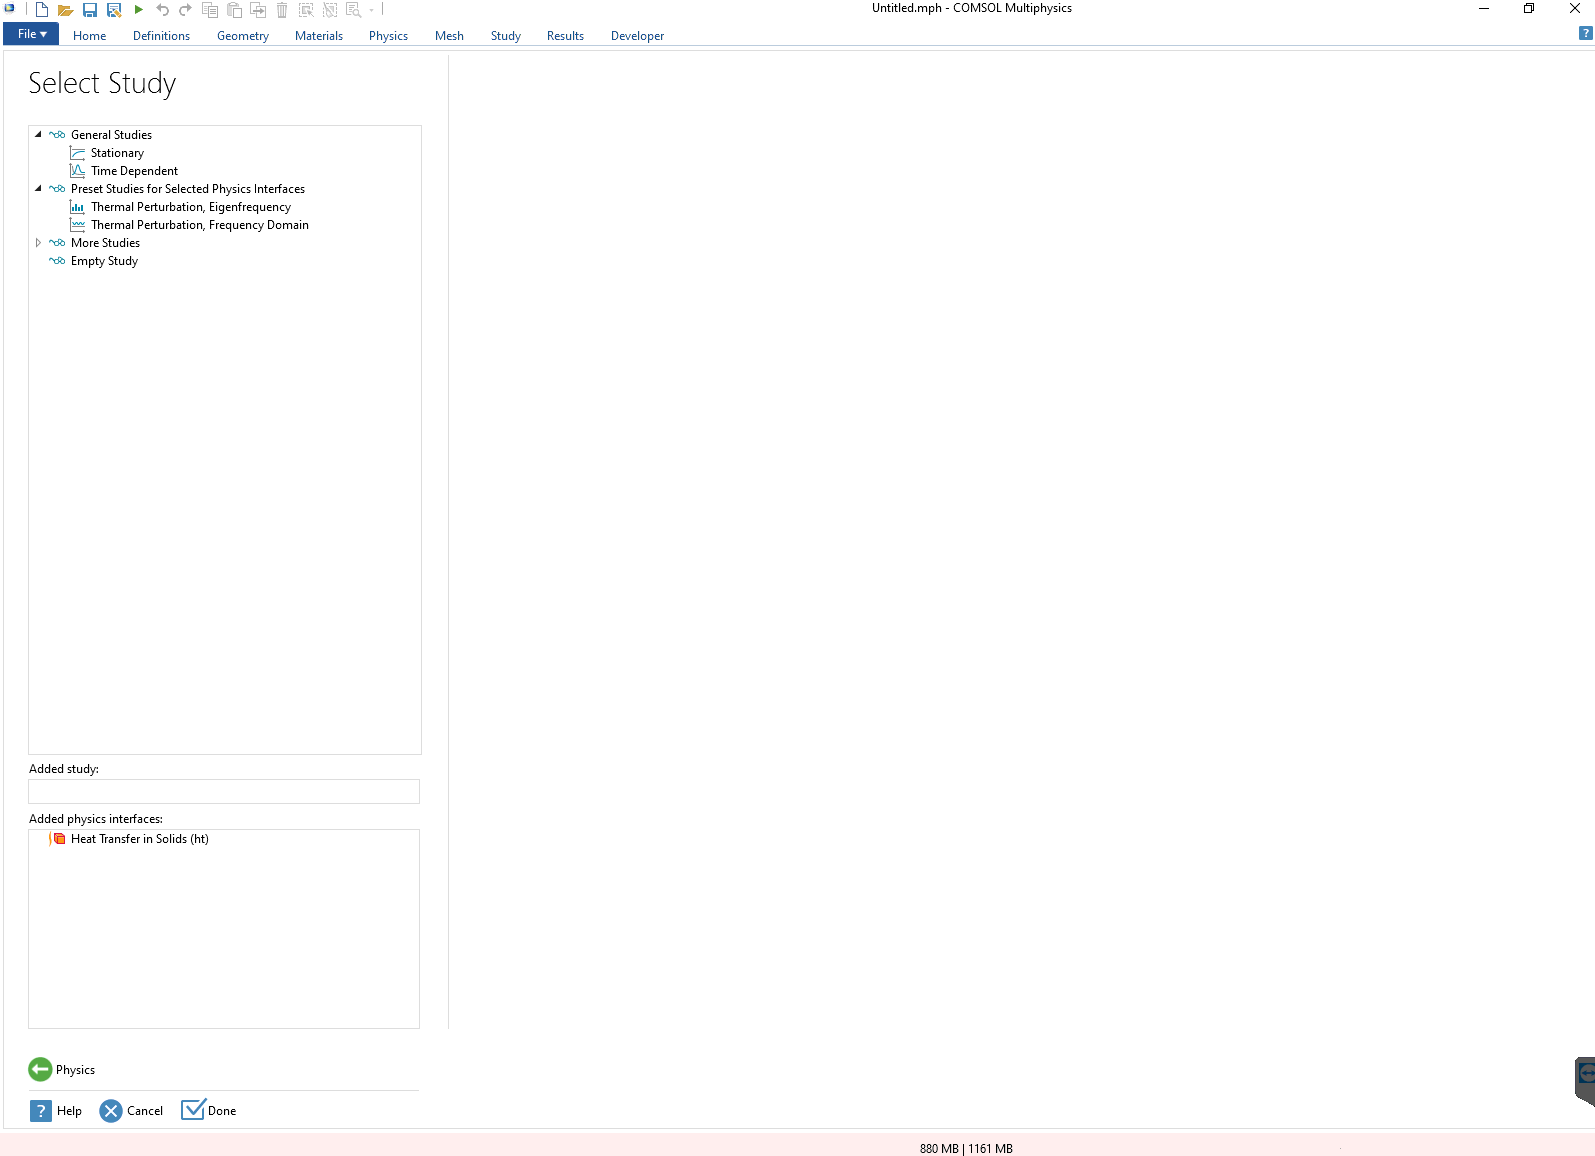 Untitled.mph - COMSOL Multiphysics
File Home Definitions Geometry Materials Physics Mesh Study Results Developer ?
Select Study
General Studies
Stationary
Time Dependent
Preset Studies for Selected Physics Interfaces
Thermal Perturbation, Eigenfrequency
Thermal Perturbation, Frequency Domain
More Studies
Empty Study
Added study:
Added physics interfaces:
Heat Transfer in Solids (ht)
Physics
? Help Cancel Done
880 MB | 1161 MB